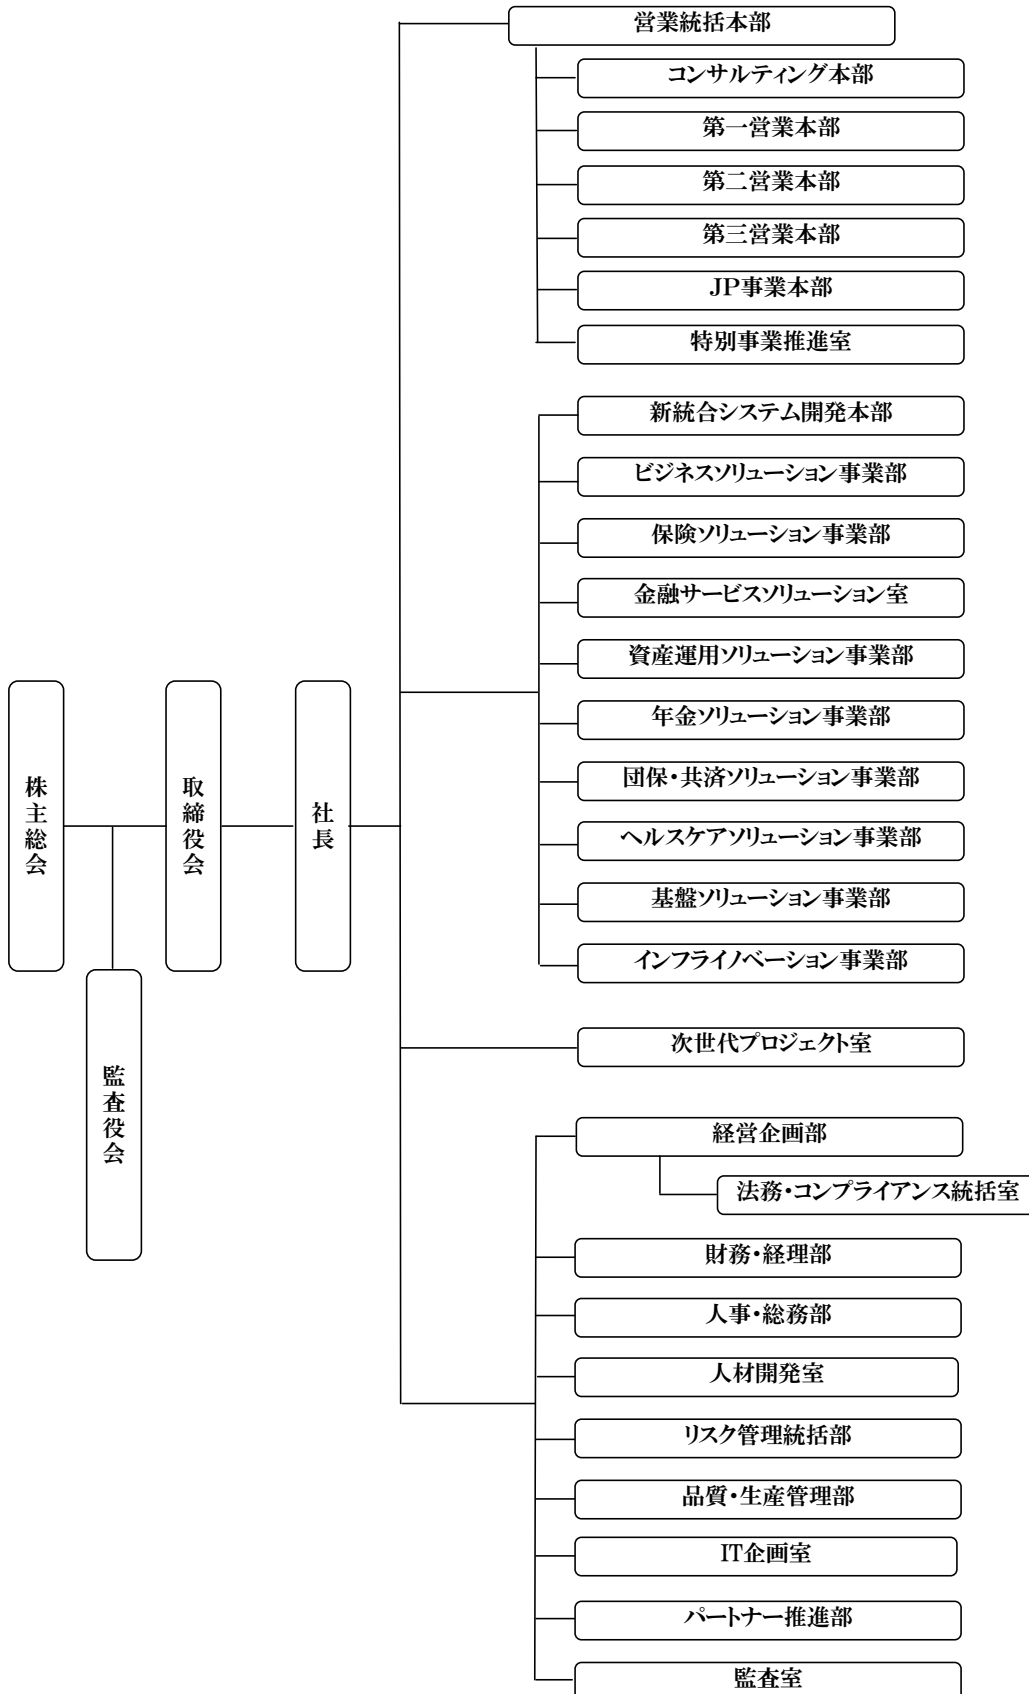 営業統括本部
コンサルティング本部
第一営業本部
第二営業本部
第三営業本部
JP事業本部
特別事業推進室
新統合システム開発本部
ビジネスソリューション事業部
保険ソリューション事業部
金融サービスソリューション室
資産運用ソリューション事業部
年金ソリューション事業部
団保・共済ソリューション事業部
ヘルスケアソリューション事業部
基盤ソリューション事業部
インフライノベーション事業部
株主総会
取締役会
社長
監査役会
次世代プロジェクト室
経営企画部
法務・コンプライアンス統括室
財務・経理部
人事・総務部
人材開発室
リスク管理統括部
品質・生産管理部
IT企画室
パートナー推進部
監査室